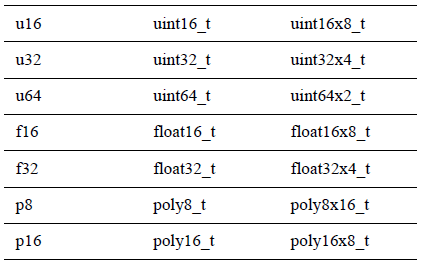 u16 uint16_t uint16x8_t
u32 uint32_t uint32x4_t
u64 uint64_t uint64x2_t
f16 float16_t float16x8_t
f32 float32_t float32x4_t
p8 poly8_t poly8x16_t
p16 poly16_t poly16x8_t